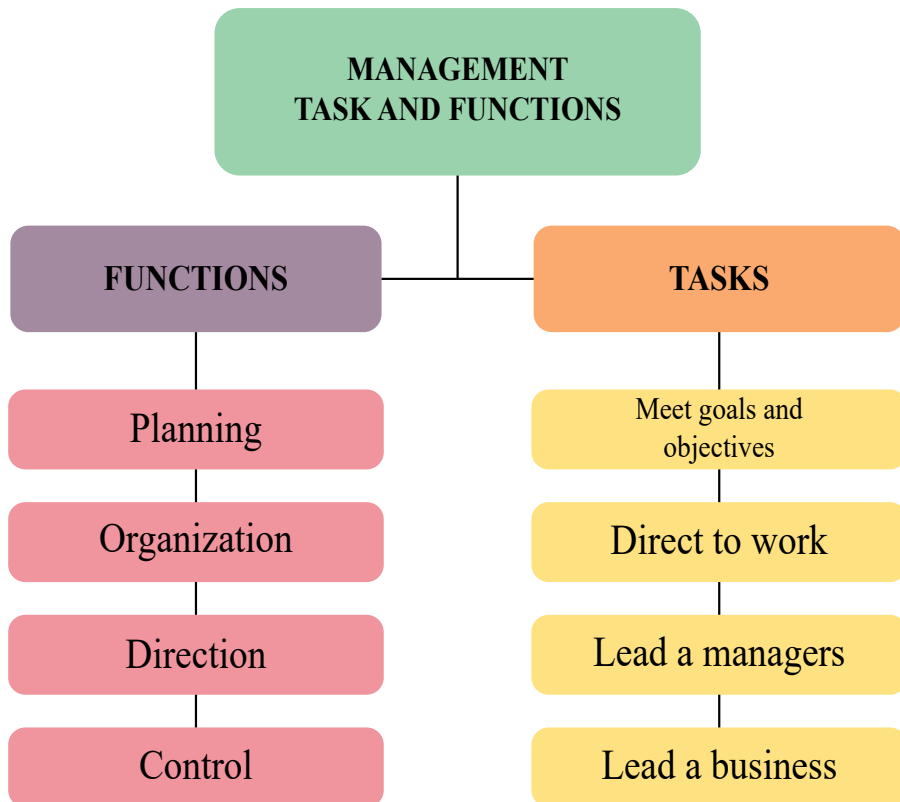 MANAGEMENT
TASK AND FUNCTIONS
FUNCTIONS
Planning
Organization
Direction
Control
TASKS
Meet goals and
objectives
Direct to work
Lead a managers
Lead a business